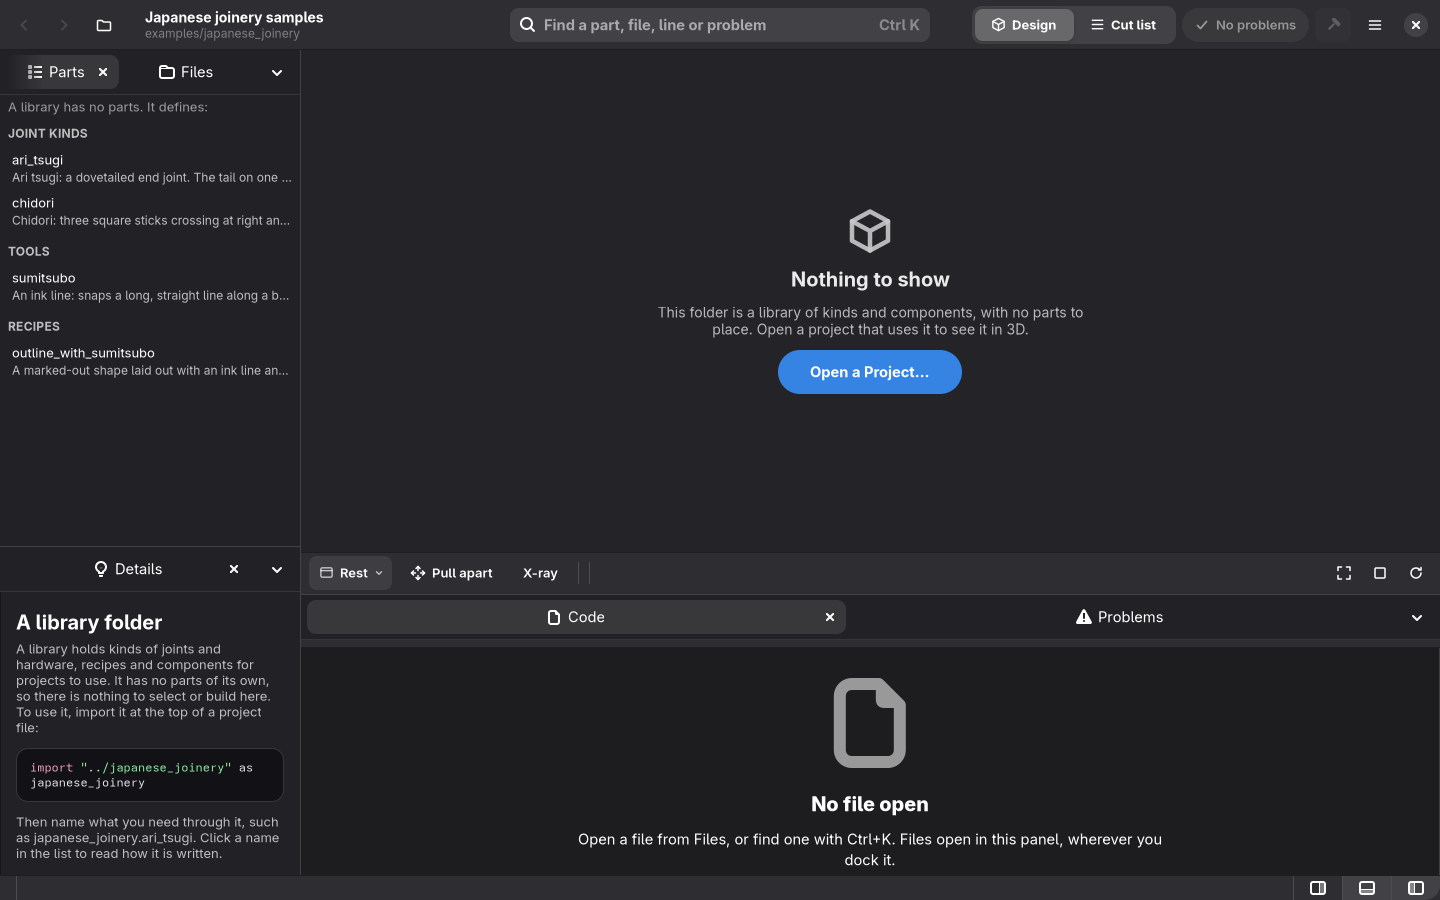 Japanese joinery samples
examples/japanese_joinery
Find a part, file, line or problem
Ctrl K
Design
Cut list
No problems
Parts
Files
A library has no parts. It defines:
JOINT KINDS
ari_tsugi
Ari tsugi: a dovetailed end joint. The tail on one ...
chidori
Chidori: three square sticks crossing at right an...
TOOLS
sumitsubo
An ink line: snaps a long, straight line along a b...
RECIPES
outline_with_sumitsubo
A marked-out shape laid out with an ink line an...
Nothing to show
This folder is a library of kinds and components, with no parts to
place. Open a project that uses it to see it in 3D.
Open a Project...
Details
A library folder
A library holds kinds of joints and
hardware, recipes and components for
projects to use. It has no parts of its own,
so there is nothing to select or build here.
To use it, import it at the top of a project
file:
import "../japanese_joinery" as
japanese_joinery
Then name what you need through it, such
as japanese_joinery.ari_tsugi. Click a name
in the list to read how it is written.
Rest
Pull apart
X-ray
Code
Problems
No file open
Open a file from Files, or find one with Ctrl+K. Files open in this panel, wherever you
dock it.